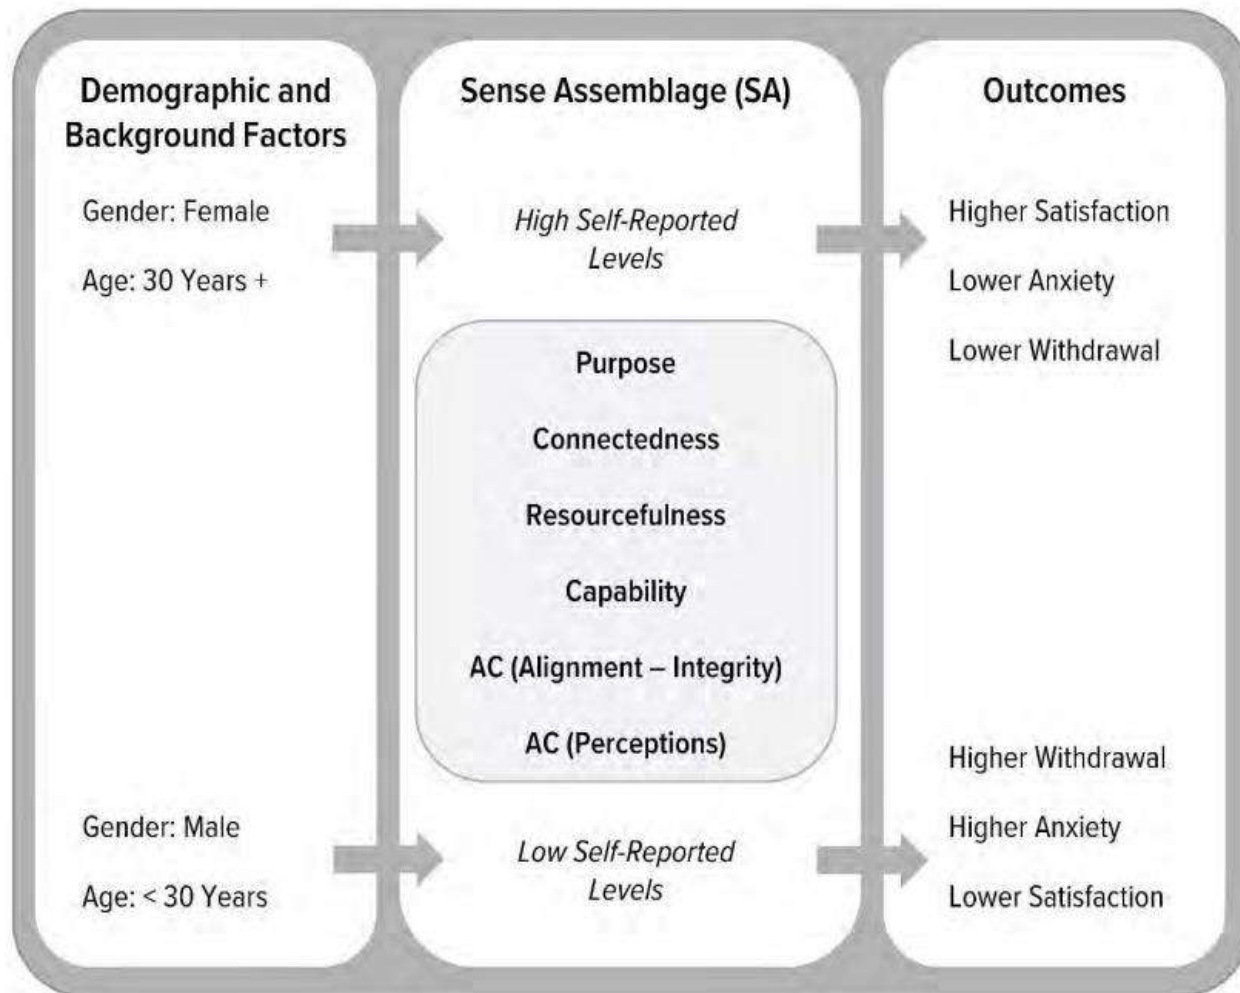 Demographic and
Background Factors
Gender: Female
Age: 30 Years +
Gender: Male
Age: < 30 Years
Sense Assemblage (SA)
High Self-Reported
Levels
Purpose
Connectedness
Resourcefulness
Capability
AC (Alignment – Integrity)
AC (Perceptions)
Low Self-Reported
Levels
Outcomes
Higher Satisfaction
Lower Anxiety
Lower Withdrawal
Higher Withdrawal
Higher Anxiety
Lower Satisfaction